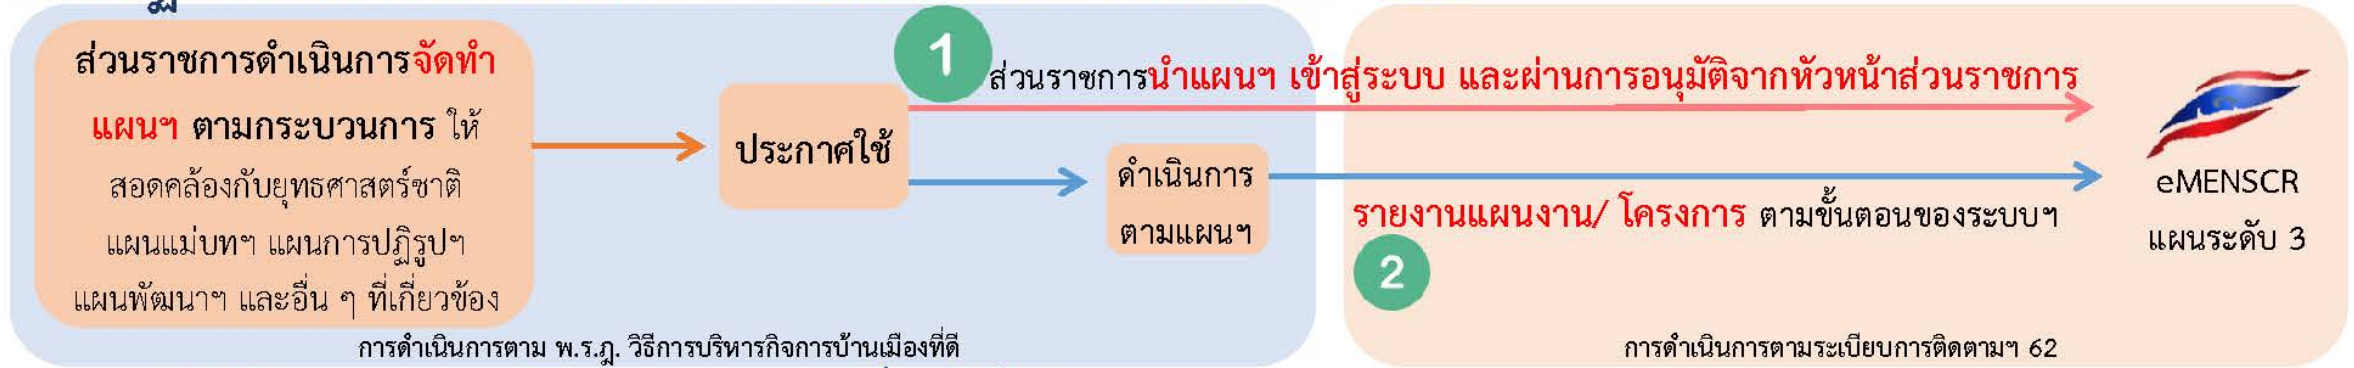 ส่วนราชการดำเนินการจัดทำ
แผนฯ ตามกระบวนการ ให้
สอดคล้องกับยุทธศาสตร์ชาติ
แผนแม่บทฯ แผนการปฏิรูปฯ
แผนพัฒนาฯ และอื่น ๆ ที่เกี่ยวข้อง
ประกาศใช้
1
ส่วนราชการนำแผนฯ เข้าสู่ระบบ และผ่านการอนุมัติจากหัวหน้าส่วนราชการ
ดำเนินการ
ตามแผนฯ
รายงานแผนงาน/ โครงการ ตามขั้นตอนของระบบฯ
2
eMENSCR
แผนระดับ 3
การดำเนินการตาม พ.ร.ฎ. วิธีการบริหารกิจการบ้านเมืองที่ดี
การดำเนินการตามระเบียบการติดตามฯ 62